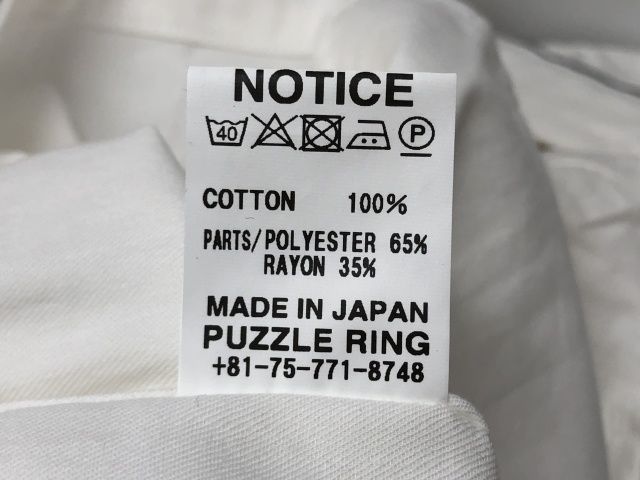 NOTICE
40 P
COTTON 100%
PARTS/POLYESTER 65%
RAYON 35%
MADE IN JAPAN
PUZZLE RING
+81-75-771-8748